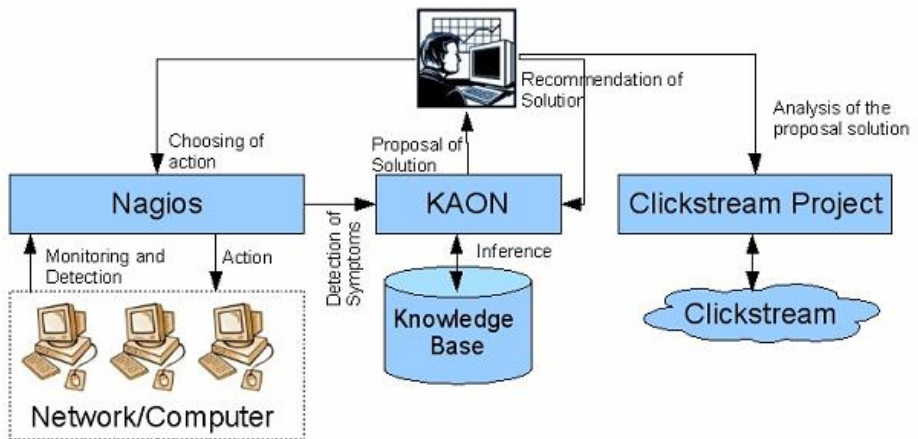 Recommendation of
Solution
Analysis of the
proposal solution
Choosing of
action
Proposal of
Solution
Nagios
KAON
Clickstream Project
Monitoring and
Detection
Action
Detection of
Symptoms
Inference
Knowledge
Base
Clickstream
Network/Computer